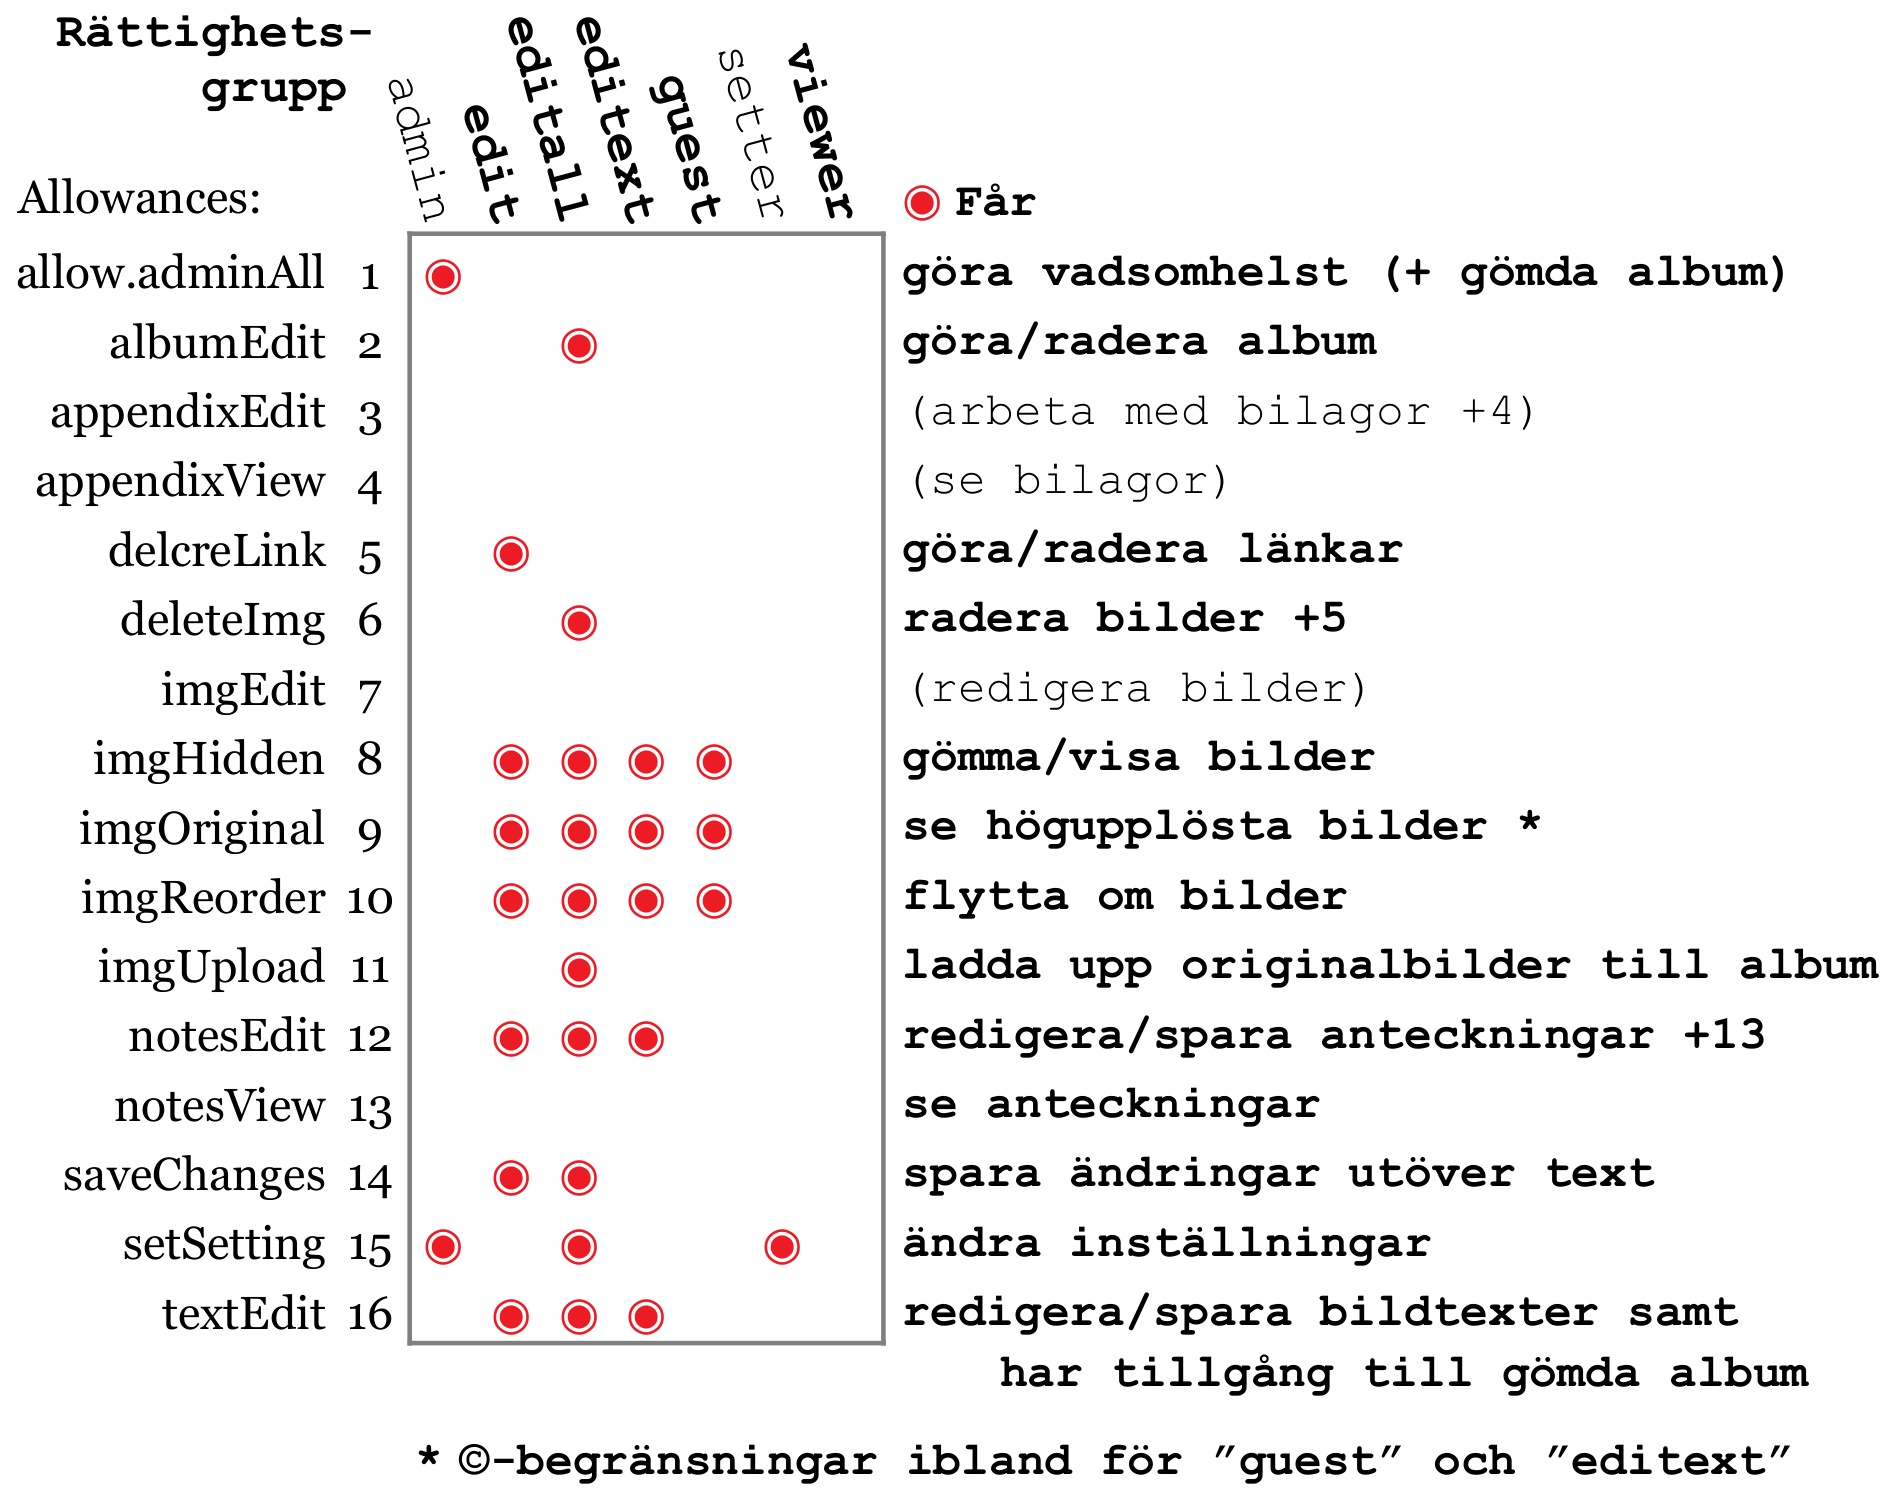 Rättighets-
grupp
admin edit editall editext guest setter viewer
Allowances: Får
allow.adminAll 1 göra vadsomhelst (+ gömda album)
albumEdit 2 göra/radera album
appendixEdit 3 (arbeta med bilagor +4)
appendixView 4 (se bilagor)
delcreLink 5 göra/radera länkar
deleteImg 6 radera bilder +5
imgEdit 7 (redigera bilder)
imgHidden 8 gömma/visa bilder
imgOriginal 9 se högupplösta bilder *
imgReorder 10 flytta om bilder
imgUpload 11 ladda upp originalbilder till album
notesEdit 12 redigera/spara anteckningar +13
notesView 13 se anteckningar
saveChanges 14 spara ändringar utöver text
setSetting 15 ändra inställningar
textEdit 16 redigera/spara bildtexter samt
har tillgång till gömda album
* ©-begränsningar ibland för ”guest” och ”editext”